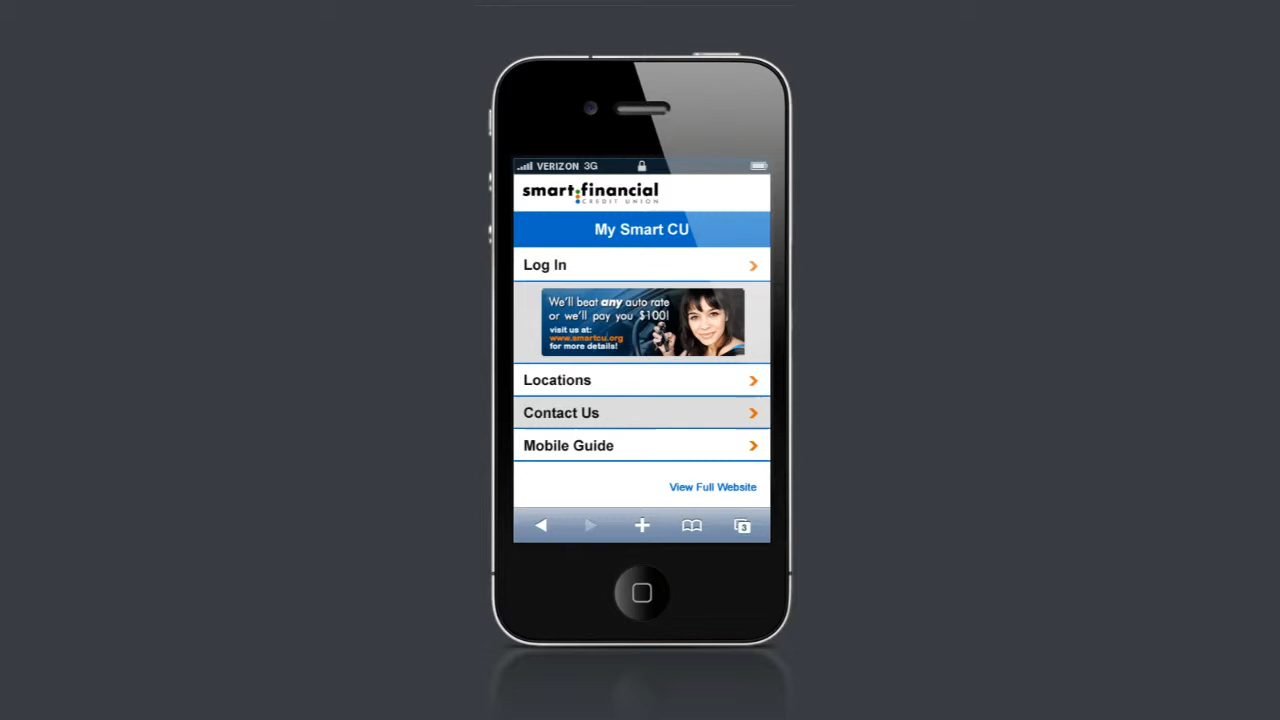 VERIZON 3G
smart:financial
CREDIT UNION
My Smart CU
Log In
We'll beat any auto rate
or we'll pay you $100!
visit us at:
www.smartcu.org
for more details!
Locations
Contact Us
Mobile Guide
View Full Website
3